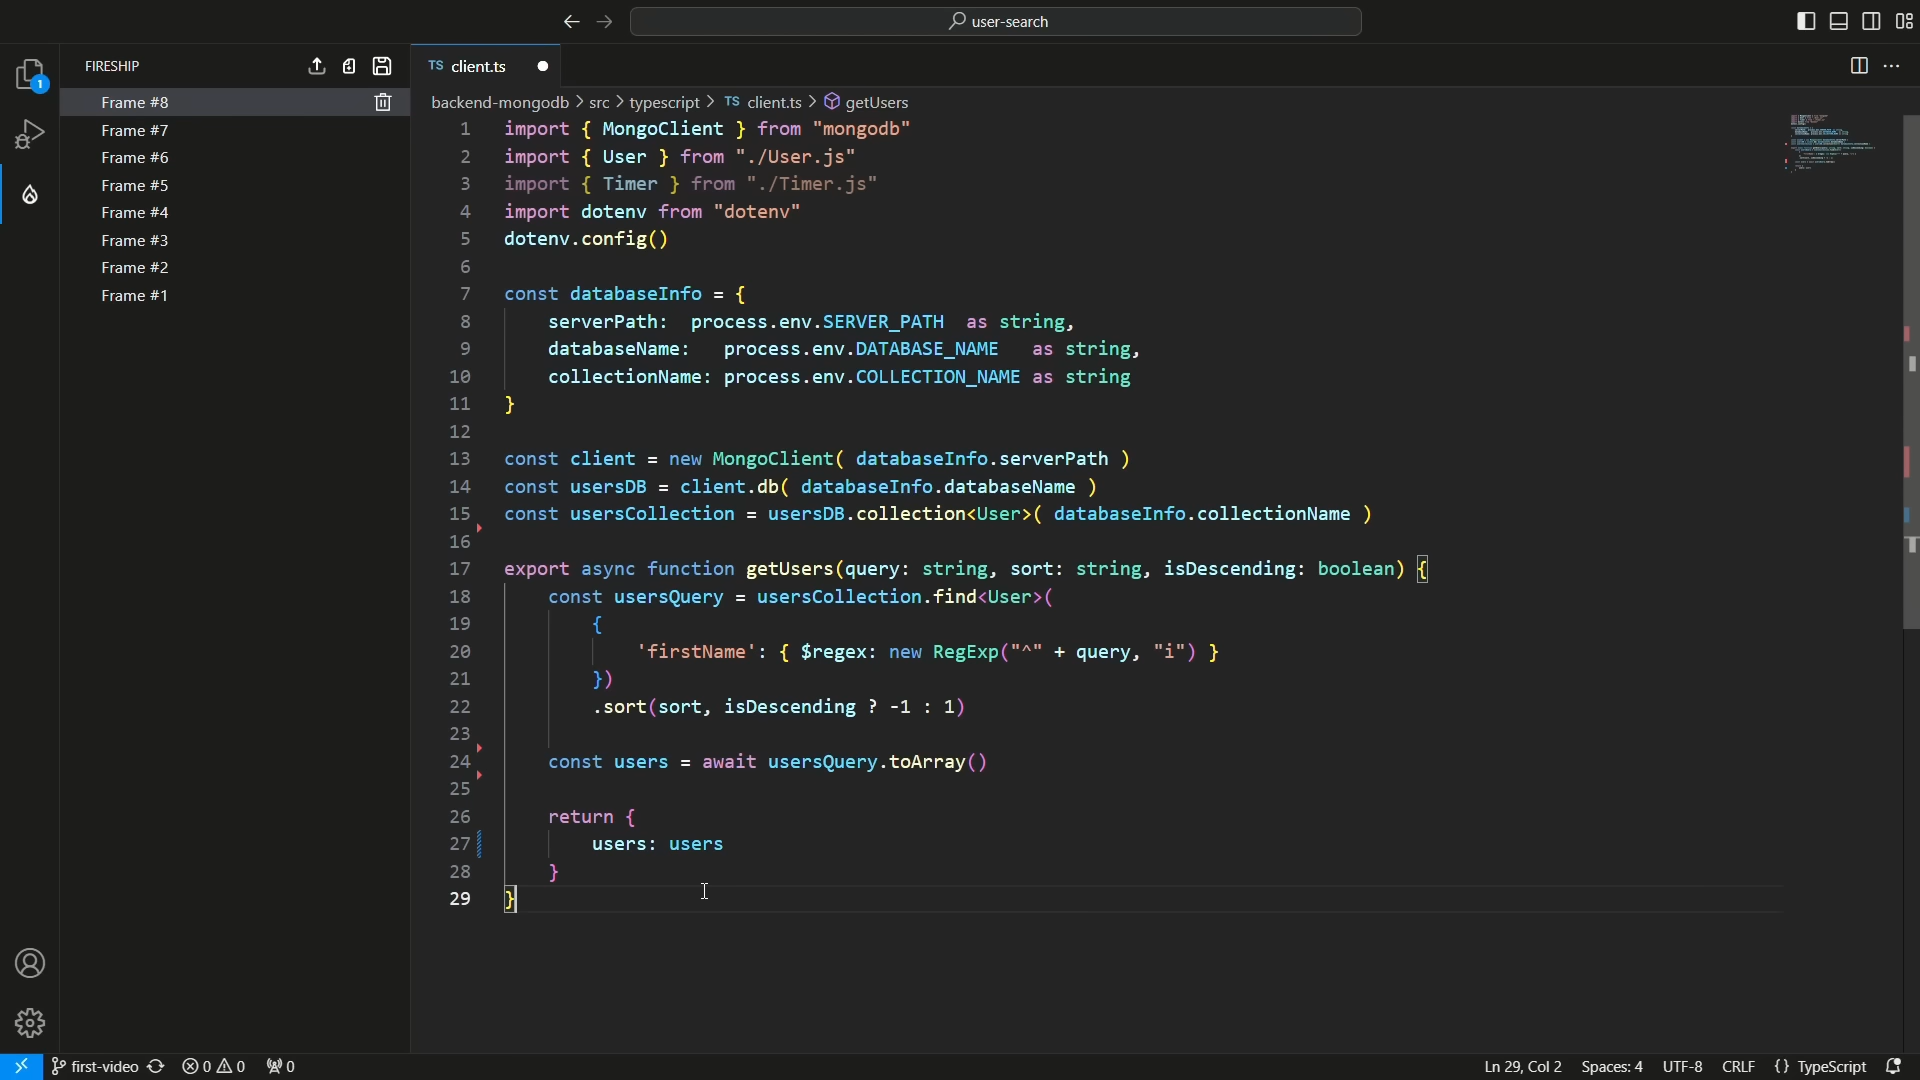 user-search
FIRESHIP
Frame #8
Frame #7
Frame #6
Frame #5
Frame #4
Frame #3
Frame #2
Frame #1
1
TS client.ts
backend-mongodb > src > typescript > TS client.ts > getUsers
1 import { MongoClient } from "mongodb"
2 import { User } from "./User.js"
3 import { Timer } from "./Timer.js"
4 import dotenv from "dotenv"
5 dotenv.config()
6
7 const databaseInfo = {
8 serverPath: process.env.SERVER_PATH as string,
9 databaseName: process.env.DATABASE_NAME as string,
10 collectionName: process.env.COLLECTION_NAME as string
11 }
12
13 const client = new MongoClient( databaseInfo.serverPath )
14 const usersDB = client.db( databaseInfo.databaseName )
15 const usersCollection = usersDB.collection<User>( databaseInfo.collectionName )
16
17 export async function getUsers(query: string, sort: string, isDescending: boolean) {
18 const usersQuery = usersCollection.find<User>(
19 {
20 'firstName': { $regex: new RegExp("^" + query, "i") }
21 })
22 .sort(sort, isDescending ? -1 : 1)
23
24 const users = await usersQuery.toArray()
25
26 return {
27 users: users
28 }
29 }
first-video 0 0 0 Ln 29, Col 2 Spaces: 4 UTF-8 CRLF {} TypeScript